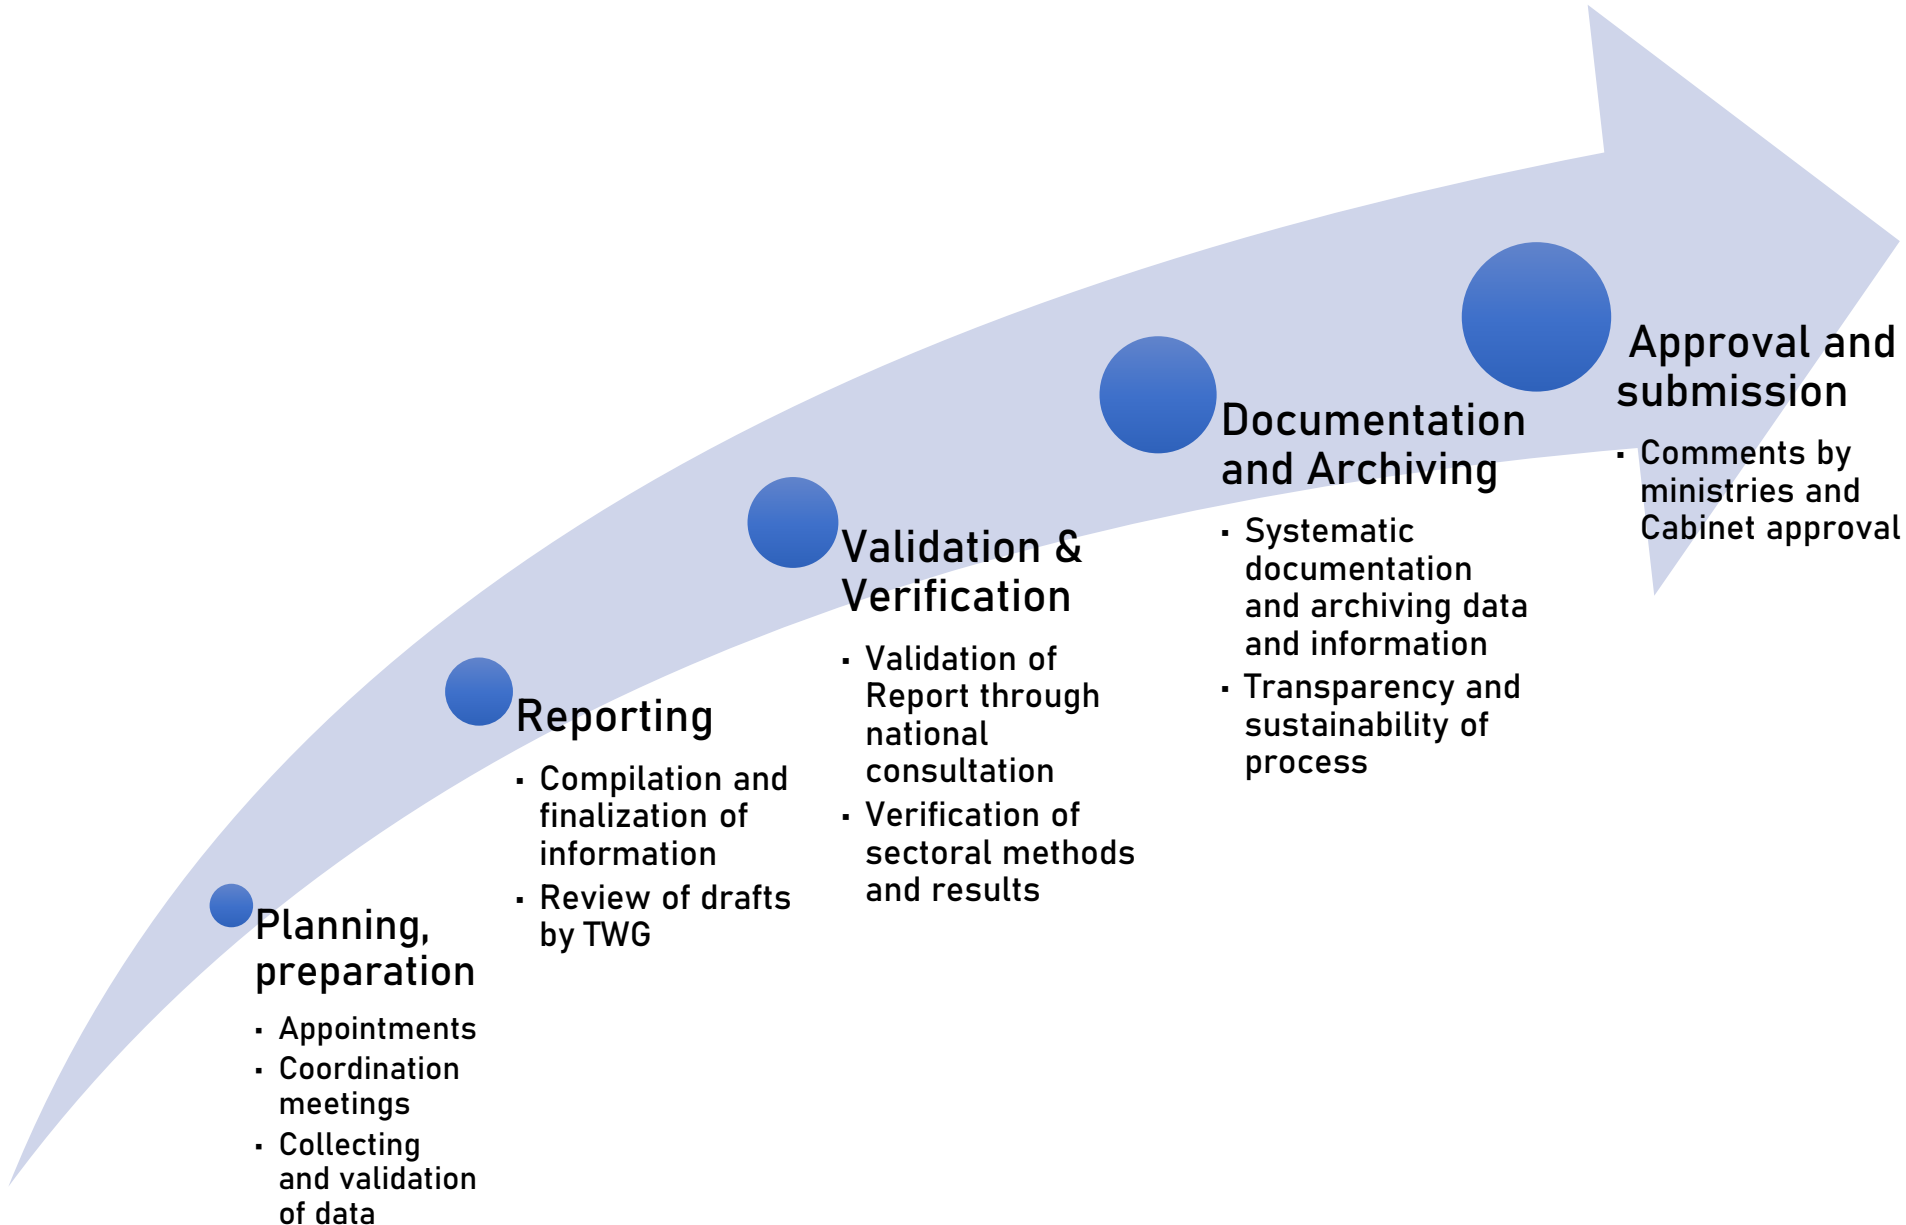 Planning,
preparation
▪ Appointments
▪ Coordination
meetings
▪ Collecting
and validation
of data
Reporting
▪ Compilation and
finalization of
information
▪ Review of drafts
by TWG
Validation &
Verification
▪ Validation of
Report through
national
consultation
▪ Verification of
sectoral methods
and results
Documentation
and Archiving
▪ Systematic
documentation
and archiving data
and information
▪ Transparency and
sustainability of
process
Approval and
submission
▪ Comments by
ministries and
Cabinet approval